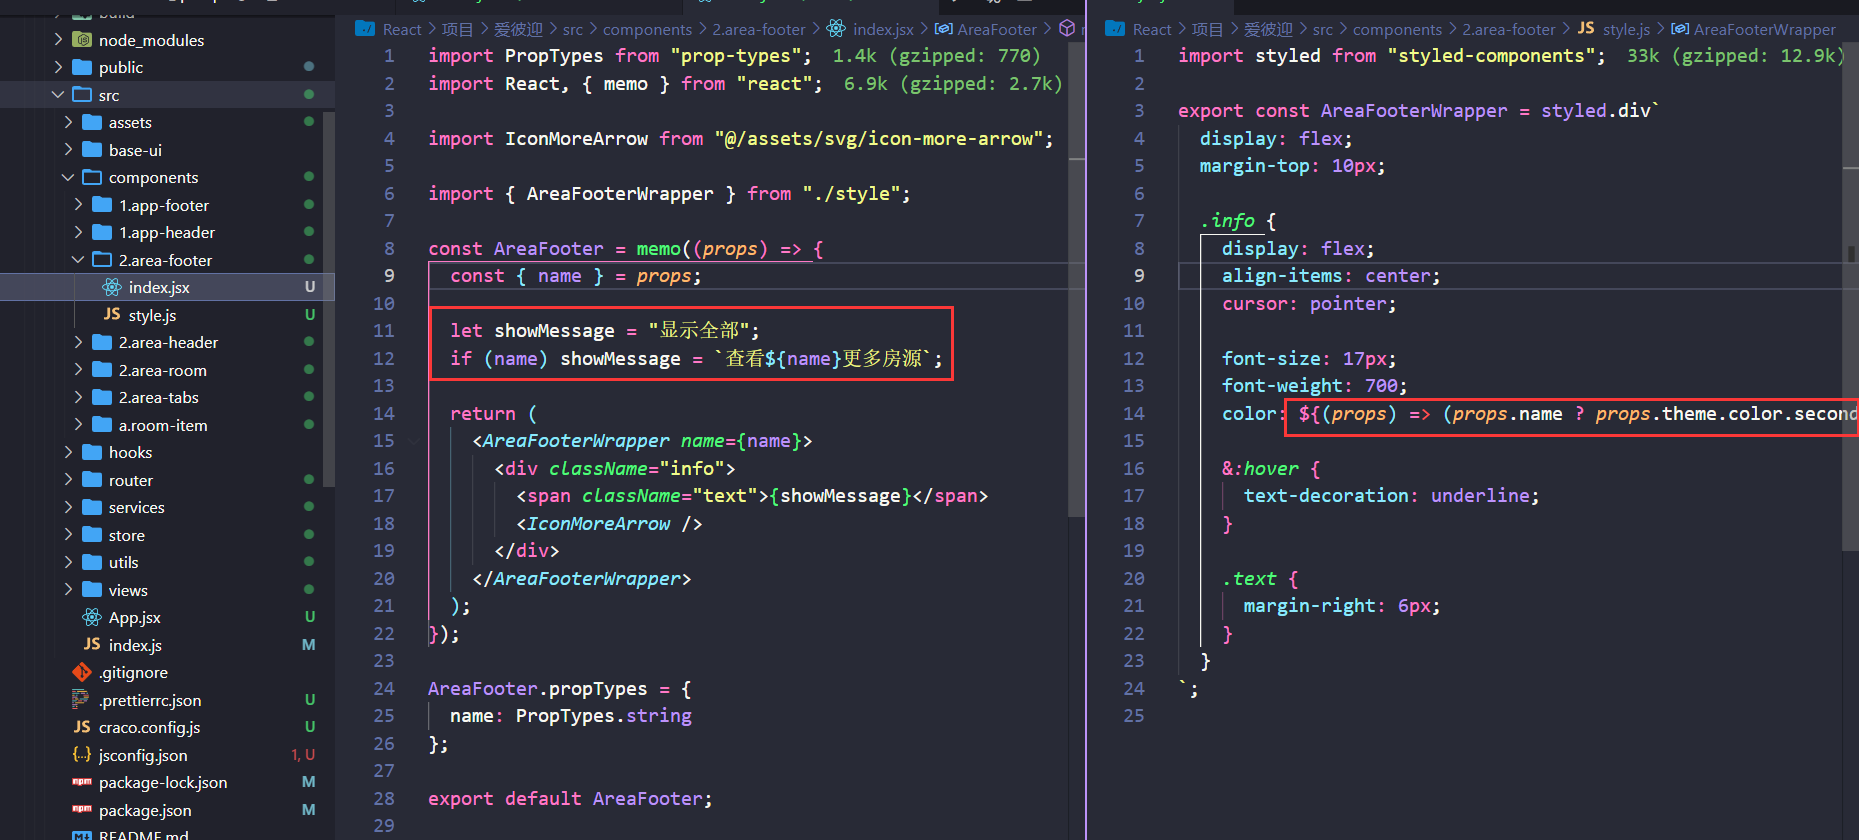 build
node_modules
public
src
assets
base-ui
components
1.app-footer
1.app-header
2.area-footer
index.jsx U
JS style.js U
2.area-header
2.area-room
2.area-tabs
a.room-item
hooks
router
services
store
utils
views
App.jsx U
JS index.js M
.gitignore
.prettierrc.json U
JS craco.config.js U
{..} jsconfig.json 1, U
npm package-lock.json M
npm package.json M
README.md
React > 项目 > 爱彼迎 > src > components > 2.area-footer > index.jsx > AreaFooter >
1 import PropTypes from "prop-types"; 1.4k (gzipped: 770)
2 import React, { memo } from "react"; 6.9k (gzipped: 2.7k)
3
4 import IconMoreArrow from "@/assets/svg/icon-more-arrow";
5
6 import { AreaFooterWrapper } from "./style";
7
8 const AreaFooter = memo((props) => {
9 const { name } = props;
10
11 let showMessage = "显示全部";
12 if (name) showMessage = `查看${name}更多房源`;
13
14 return (
15 <AreaFooterWrapper name={name}>
16 <div className="info">
17 <span className="text">{showMessage}</span>
18 <IconMoreArrow />
19 </div>
20 </AreaFooterWrapper>
21 );
22 });
23
24 AreaFooter.propTypes = {
25 name: PropTypes.string
26 };
27
28 export default AreaFooter;
29
React > 项目 > 爱彼迎 > src > components > 2.area-footer > JS style.js > AreaFooterWrapper
1 import styled from "styled-components"; 33k (gzipped: 12.9k)
2
3 export const AreaFooterWrapper = styled.div`
4 display: flex;
5 margin-top: 10px;
6
7 .info {
8 display: flex;
9 align-items: center;
10 cursor: pointer;
11
12 font-size: 17px;
13 font-weight: 700;
14 color: ${(props) => (props.name ? props.theme.color.second
15
16 &:hover {
17 text-decoration: underline;
18 }
19
20 .text {
21 margin-right: 6px;
22 }
23 }
24 `;
25